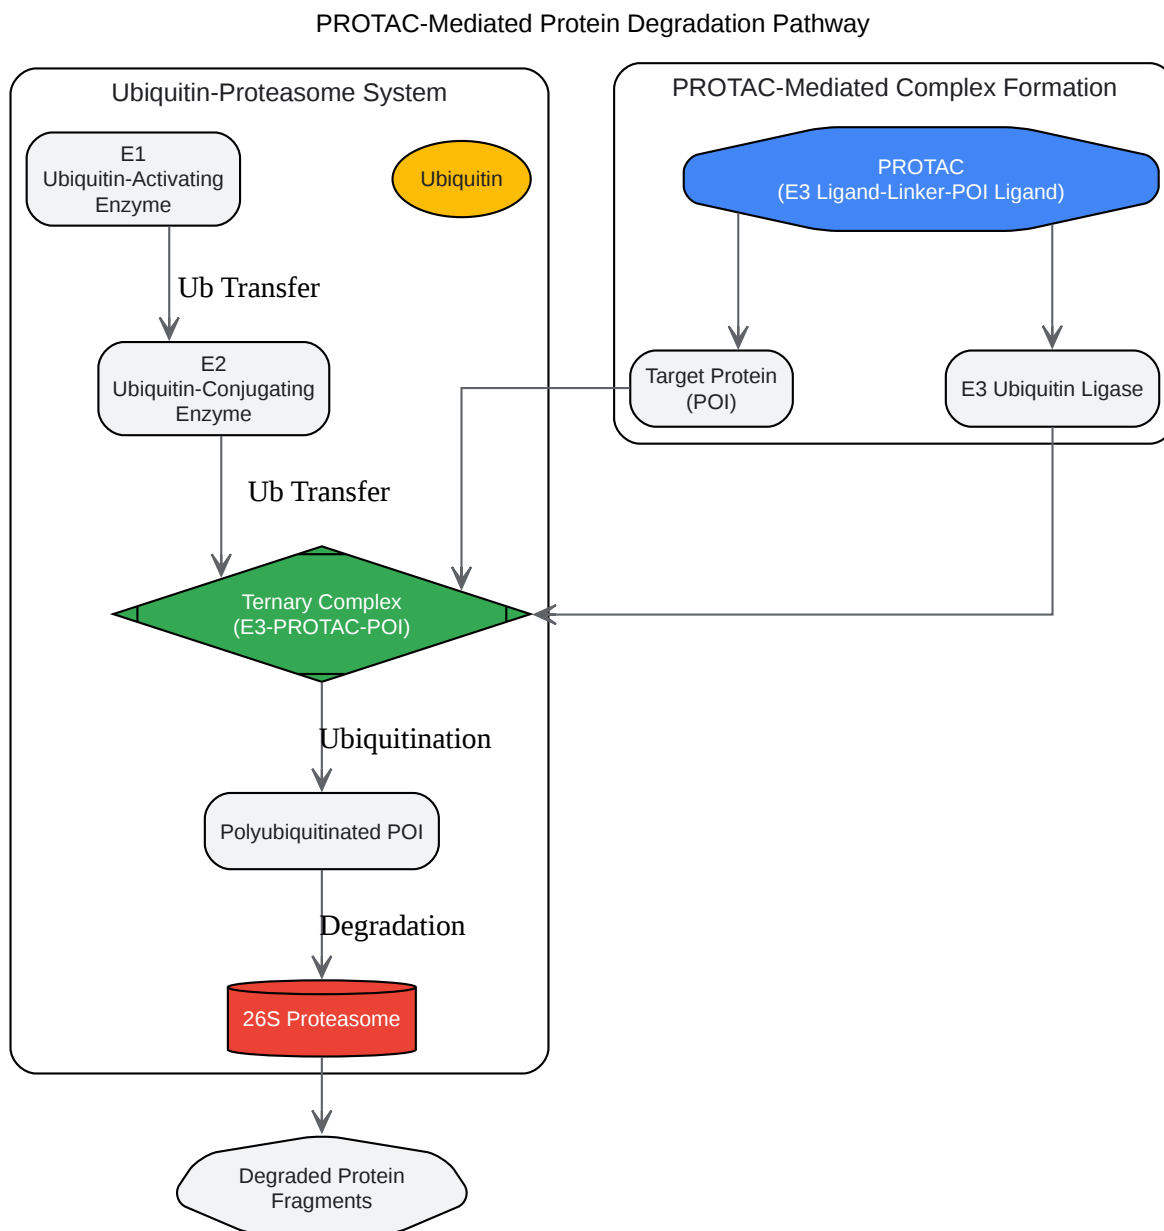 PROTAC-Mediated Protein Degradation Pathway
Ubiquitin-Proteasome System
E1
Ubiquitin-Activating
Enzyme
Ubiquitin
Ub Transfer
E2
Ubiquitin-Conjugating
Enzyme
Ub Transfer
PROTAC-Mediated Complex Formation
PROTAC
(E3 Ligand-Linker-POI Ligand)
Target Protein
(POI)
E3 Ubiquitin Ligase
Ternary Complex
(E3-PROTAC-POI)
Ubiquitination
Polyubiquitinated POI
Degradation
26S Proteasome
Degraded Protein
Fragments